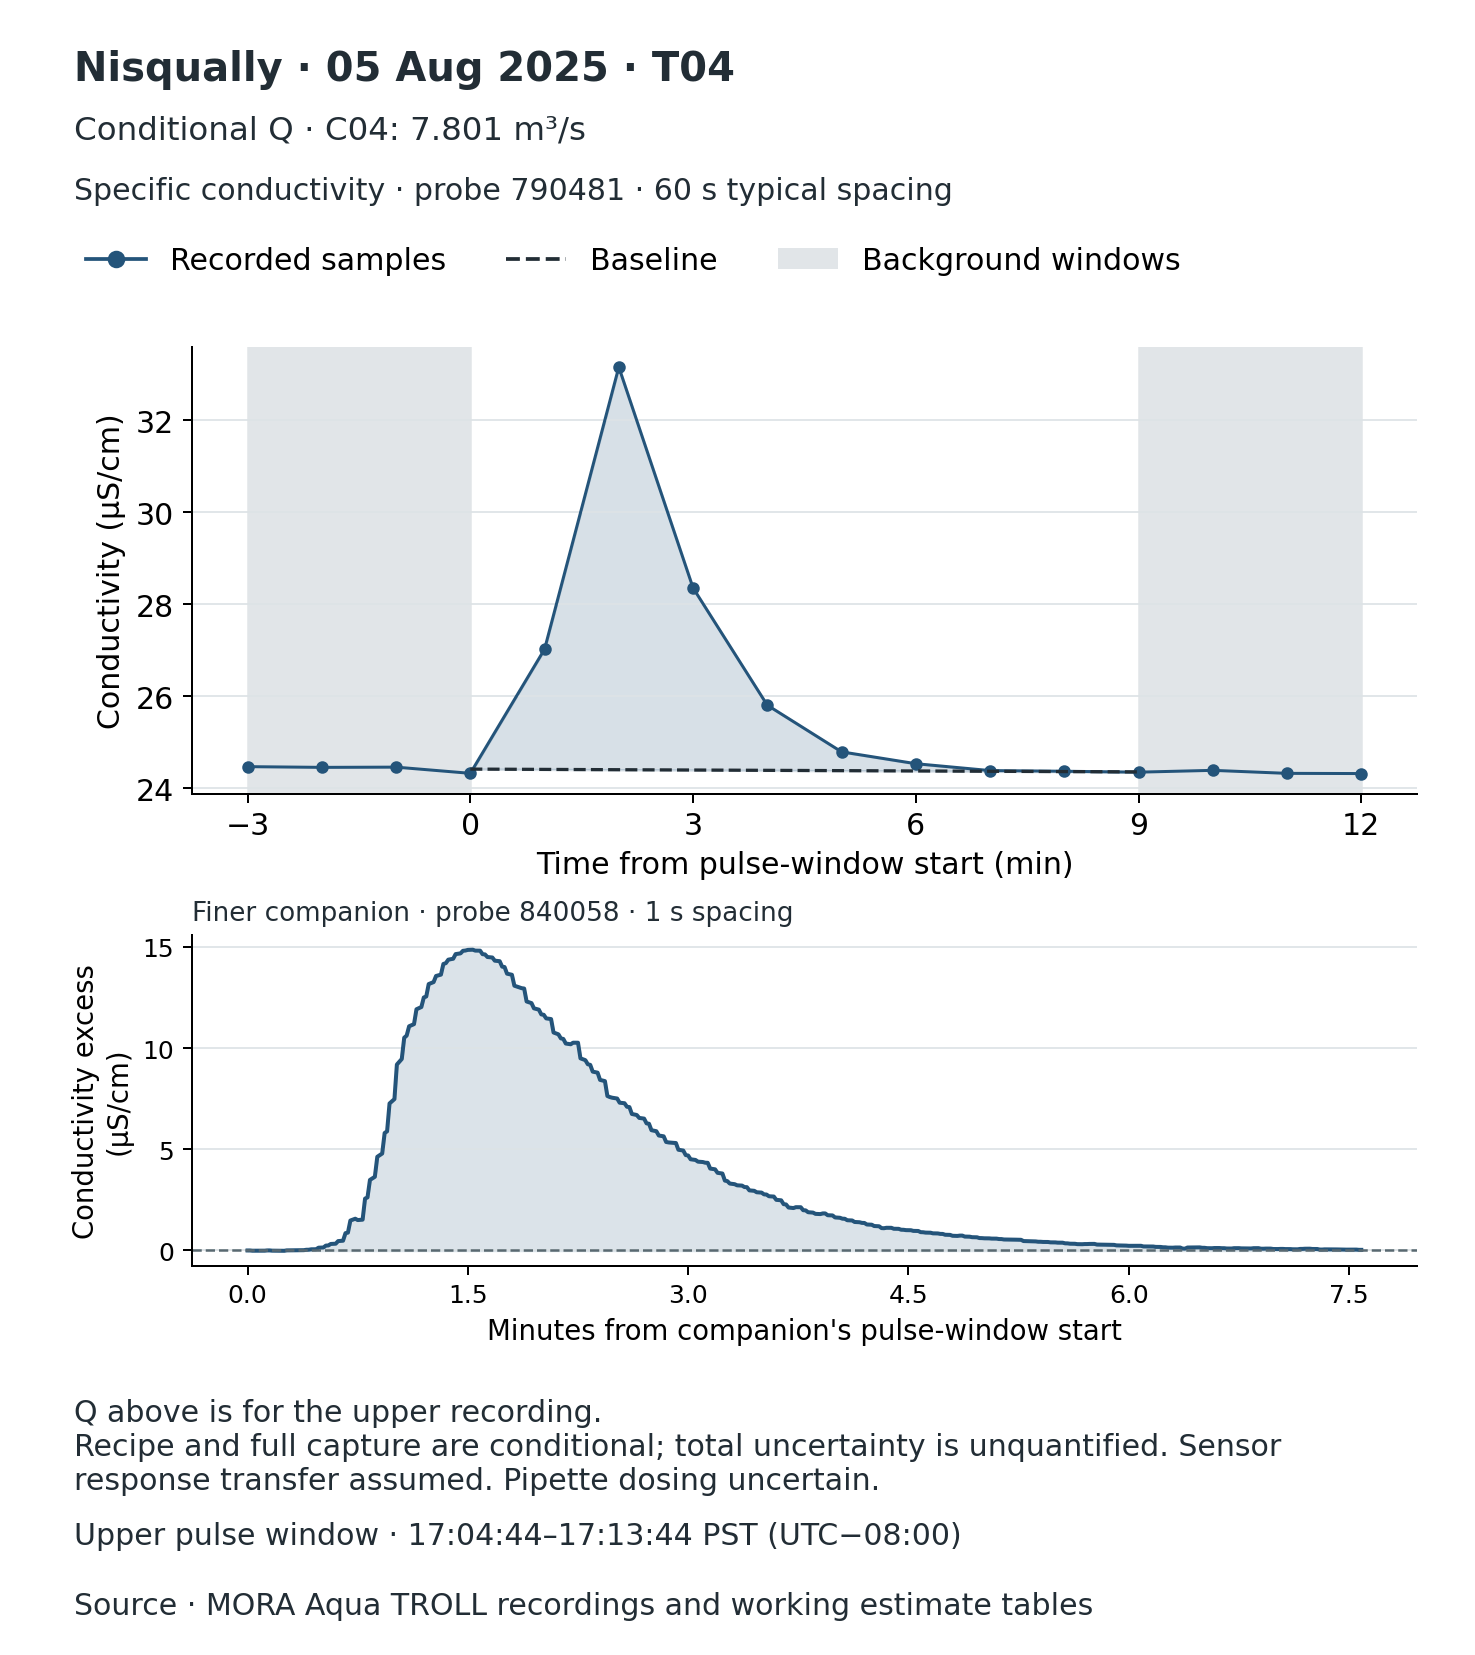 Nisqually · 05 Aug 2025 · T04
Conditional Q · C04: 7.801 m³/s
Specific conductivity · probe 790481 · 60 s typical spacing
Recorded samples
Baseline
Background windows
Conductivity (µS/cm)
32
30
28
26
24
−3
0
3
6
9
12
Time from pulse-window start (min)
Finer companion · probe 840058 · 1 s spacing
Conductivity excess
(µS/cm)
15
10
5
0
0.0
1.5
3.0
4.5
6.0
7.5
Minutes from companion's pulse-window start
Q above is for the upper recording.
Recipe and full capture are conditional; total uncertainty is unquantified. Sensor
response transfer assumed. Pipette dosing uncertain.
Upper pulse window · 17:04:44–17:13:44 PST (UTC−08:00)
Source · MORA Aqua TROLL recordings and working estimate tables